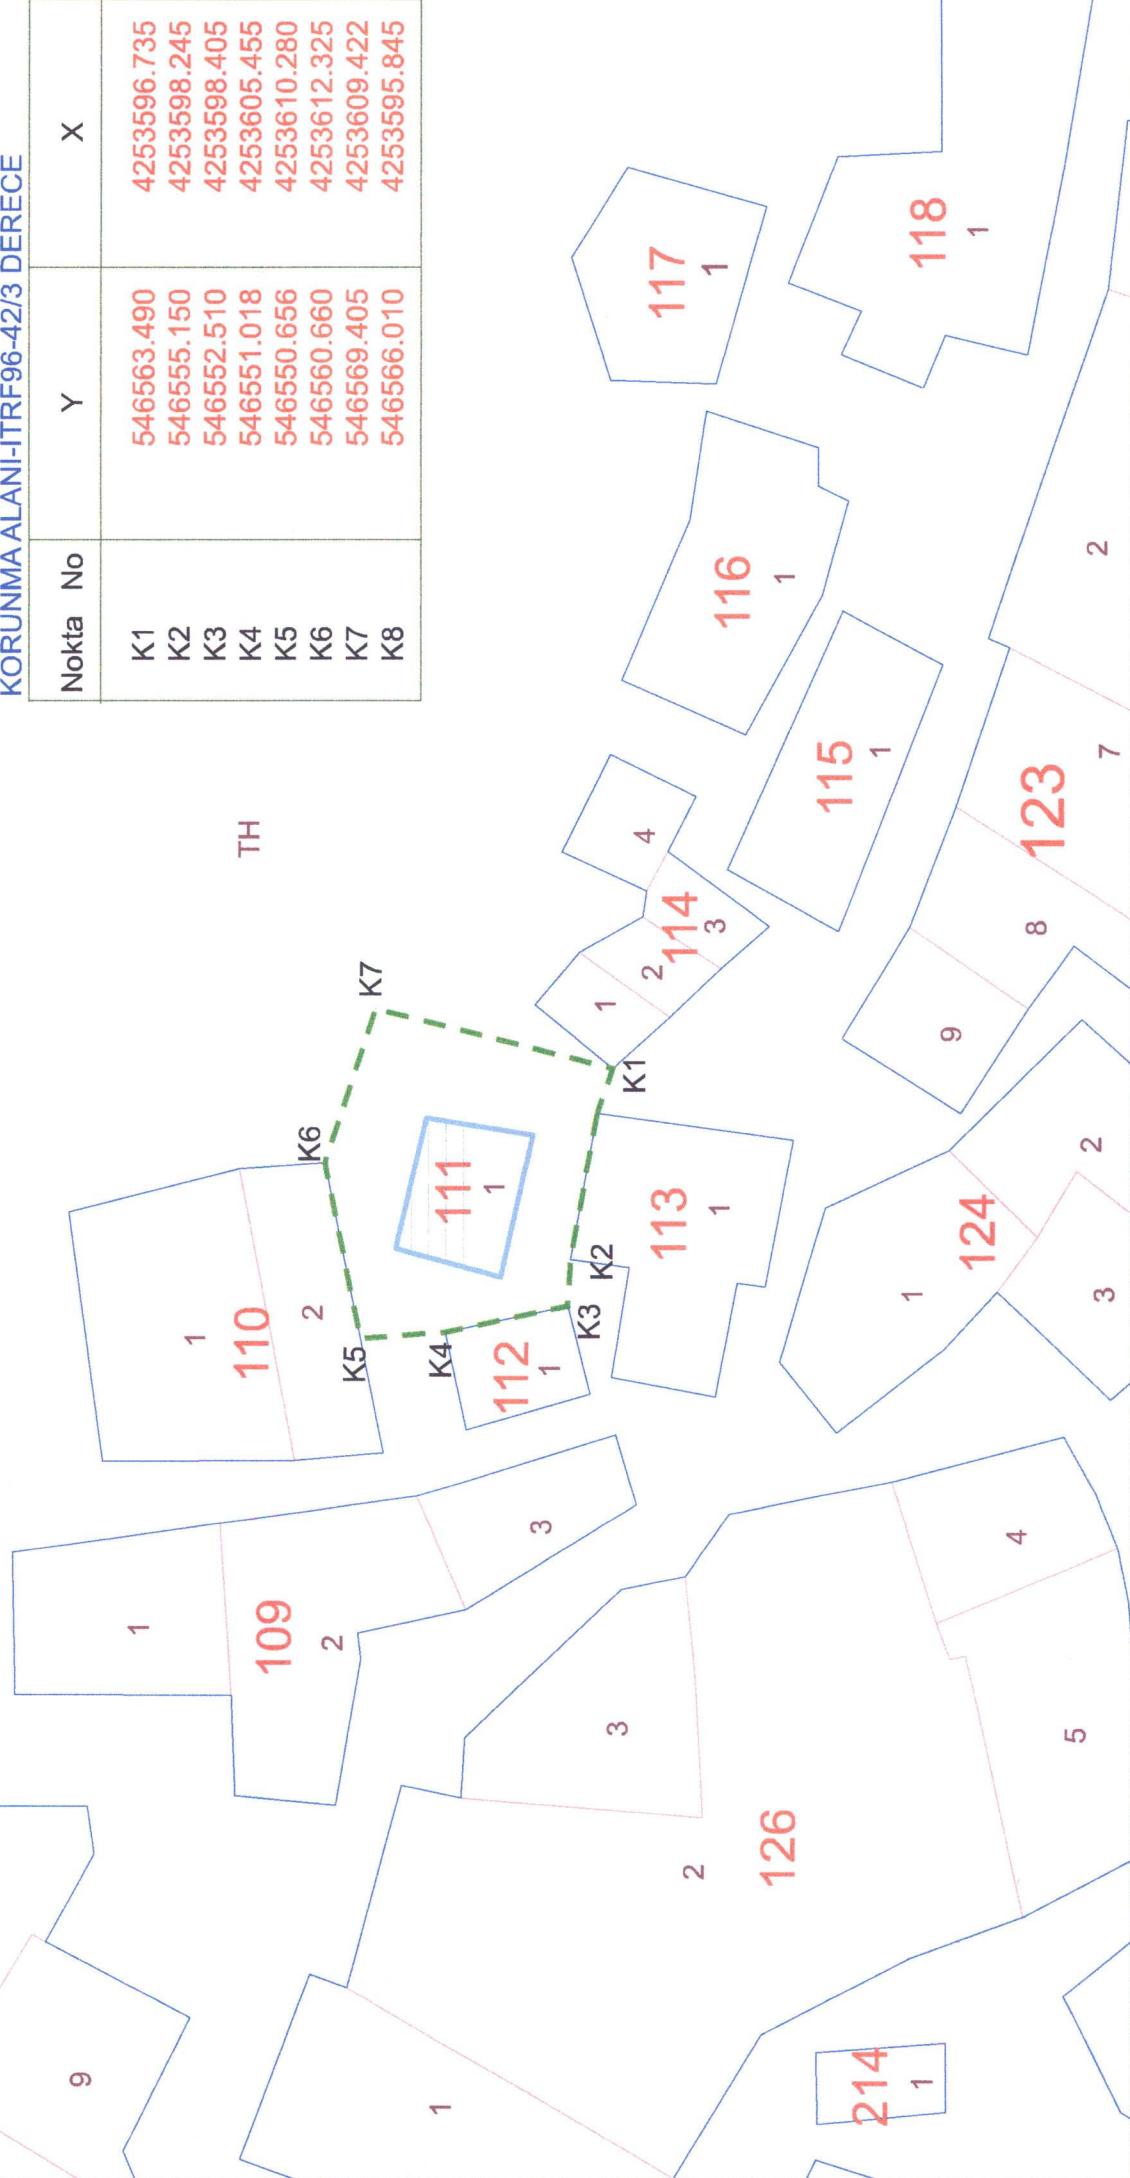 KORUNMA ALANI-ITRF96-42/3 DERECE
Nokta No Y X
K1 546563.490 4253596.735
K2 546555.150 4253598.245
K3 546552.510 4253598.405
K4 546551.018 4253605.455
K5 546550.656 4253610.280
K6 546560.660 4253612.325
K7 546569.405 4253609.422
K8 546566.010 4253595.845
TH
9
1
109
2
3
1
110
2
K5
K6
K7
K4
111
1
112
1
K3
K2
K1
113
1
1
2
114
3
4
115
1
116
1
117
1
118
1
1
2
126
3
4
5
214
1
1
124
2
3
9
8
123
7
2